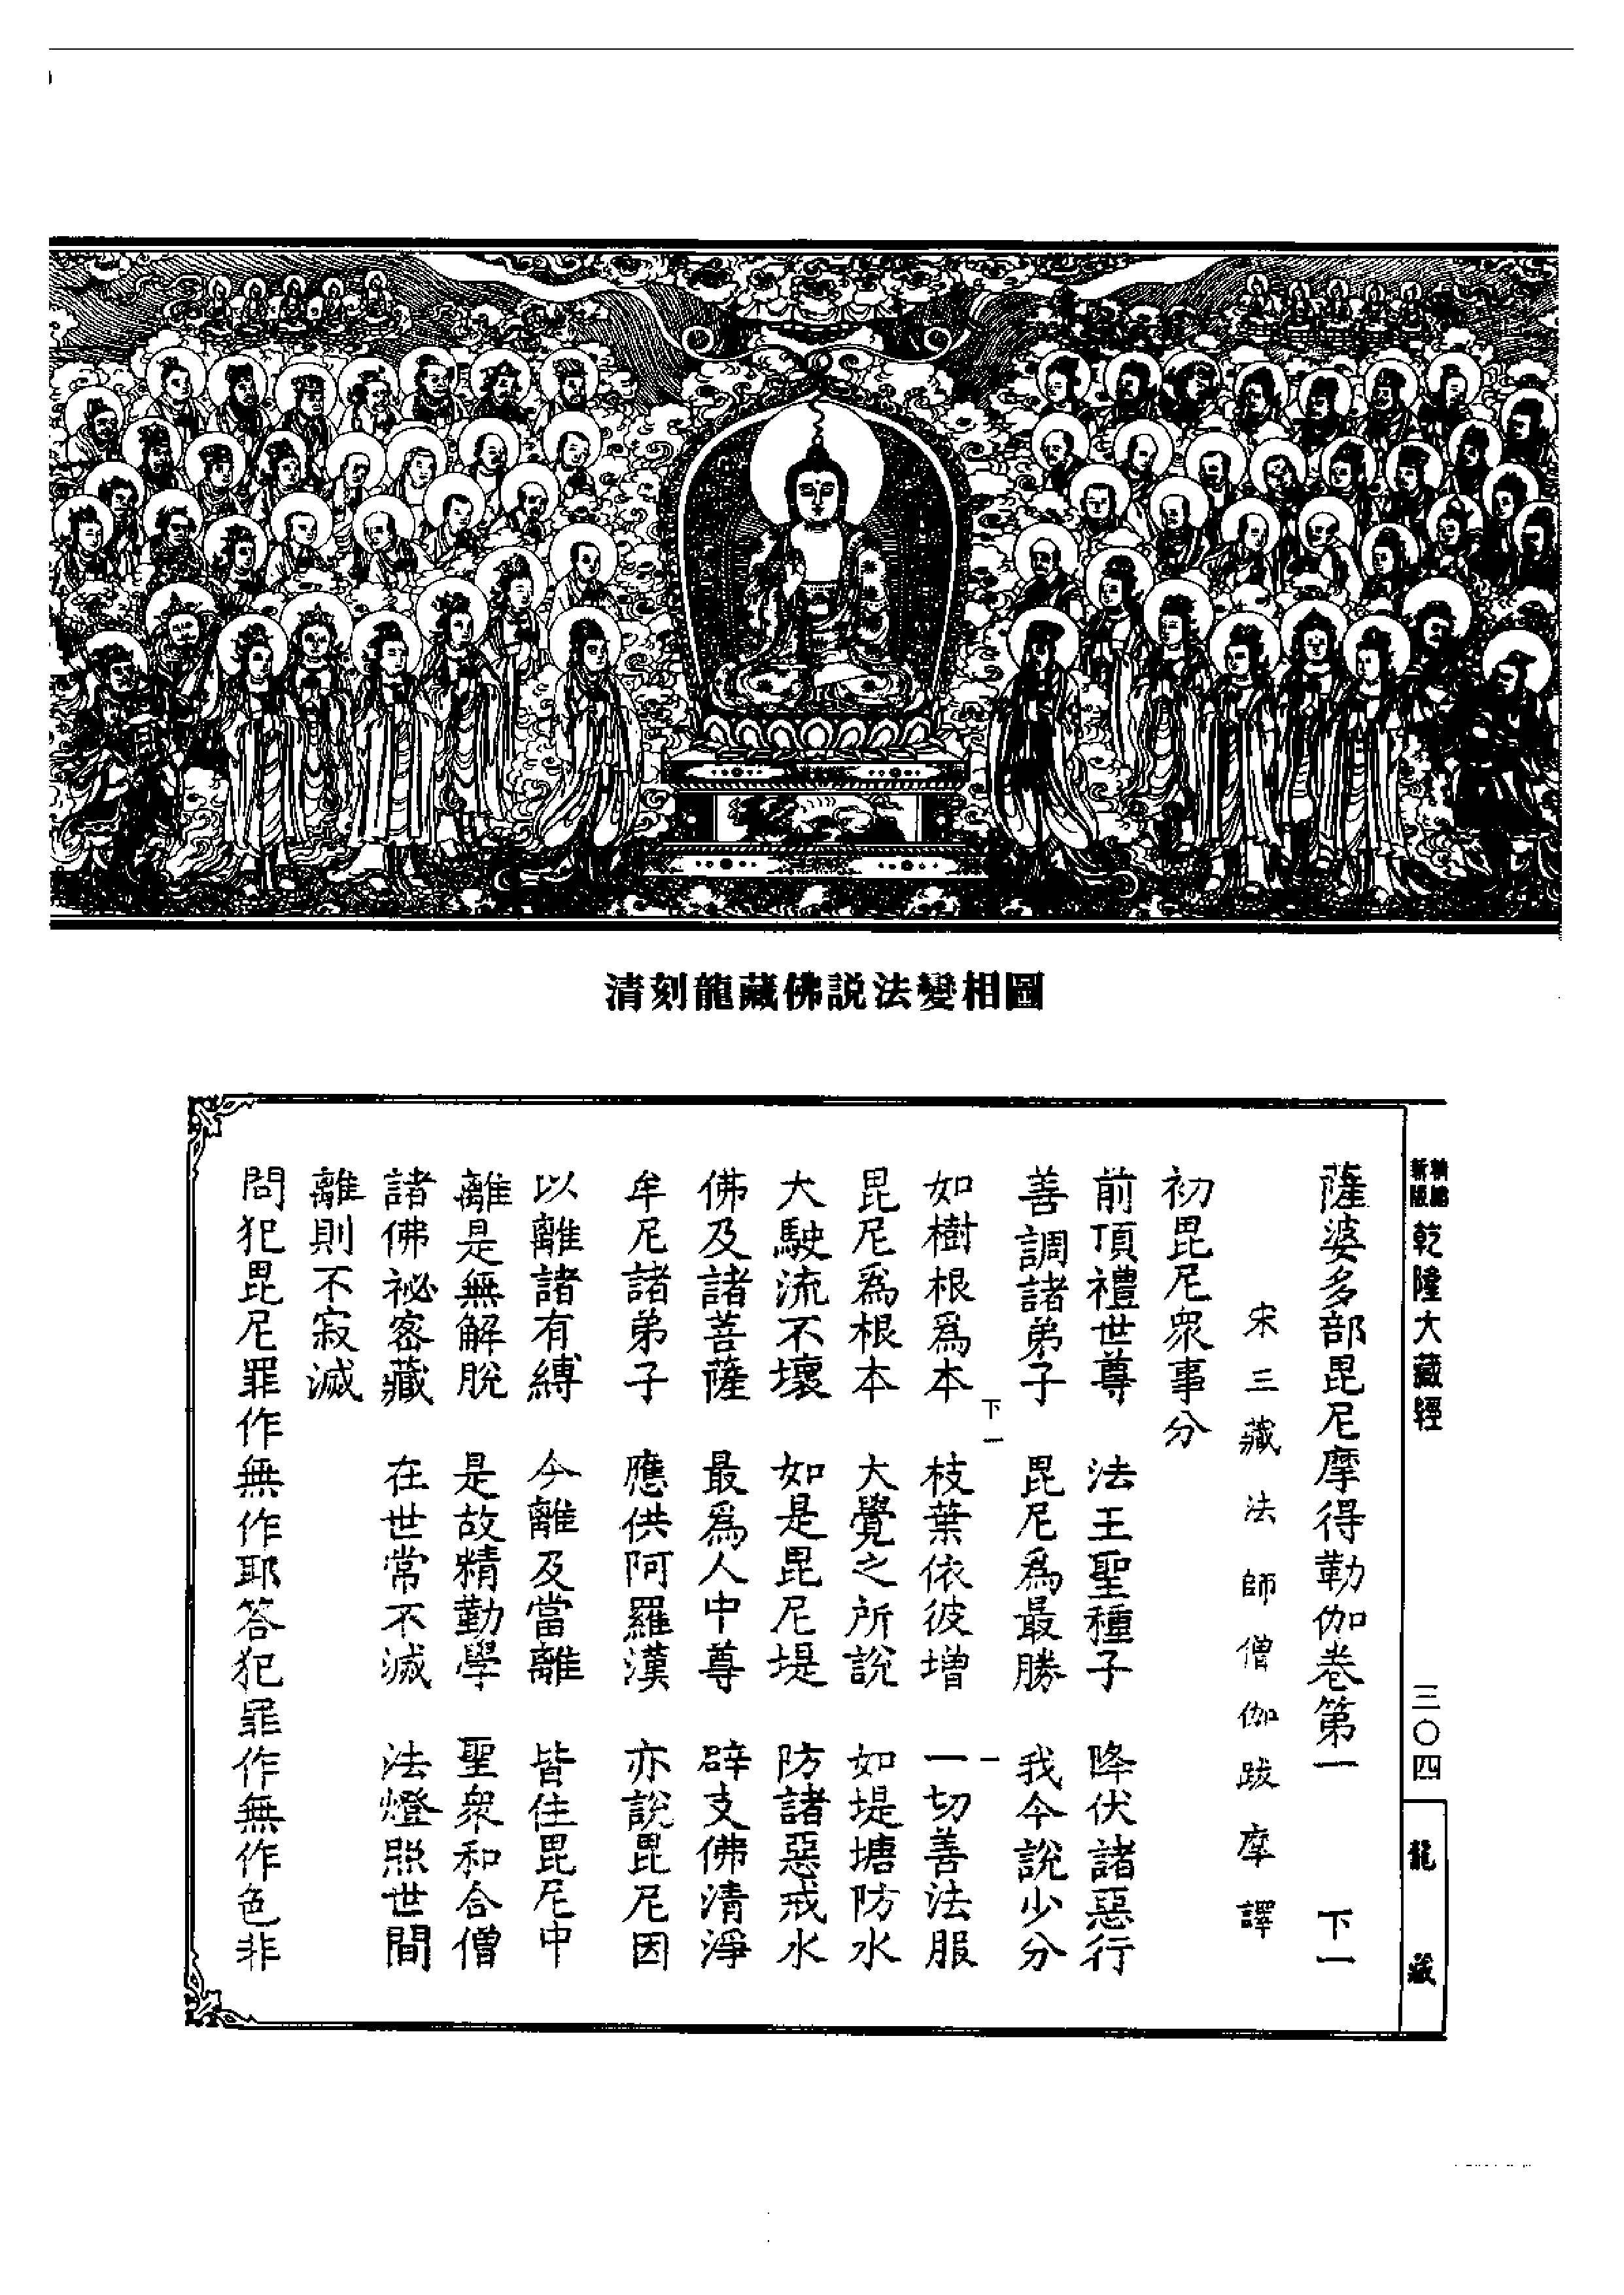 清刻龍藏佛説法變相圖
新編
新版
乾隆大藏經
三〇四
龍藏
薩婆多部毘尼摩得勒伽卷第一 下一
宋三藏法師僧伽跋摩譯
初毘尼眾事分
前頂禮世尊 法王聖種子 降伏諸惡行
善調諸弟子 毘尼為最勝 我今說少分
下一 一
如樹根為本 枝葉依彼增 一切善法服
毘尼為根本 大覺之所說 如堤塘防水
大駛流不壞 如是毘尼堤 防諸惡戒水
佛及諸菩薩 最為人中尊 辟支佛清淨
牟尼諸弟子 應供阿羅漢 亦說毘尼因
以離諸有縛 今離及當離 皆住毘尼中
離是無解脫 是故精勤學 聖眾和合僧
諸佛祕密藏 在世常不滅 法燈照世間
離則不寂滅
問犯毘尼罪作無作耶答犯罪作無作色非